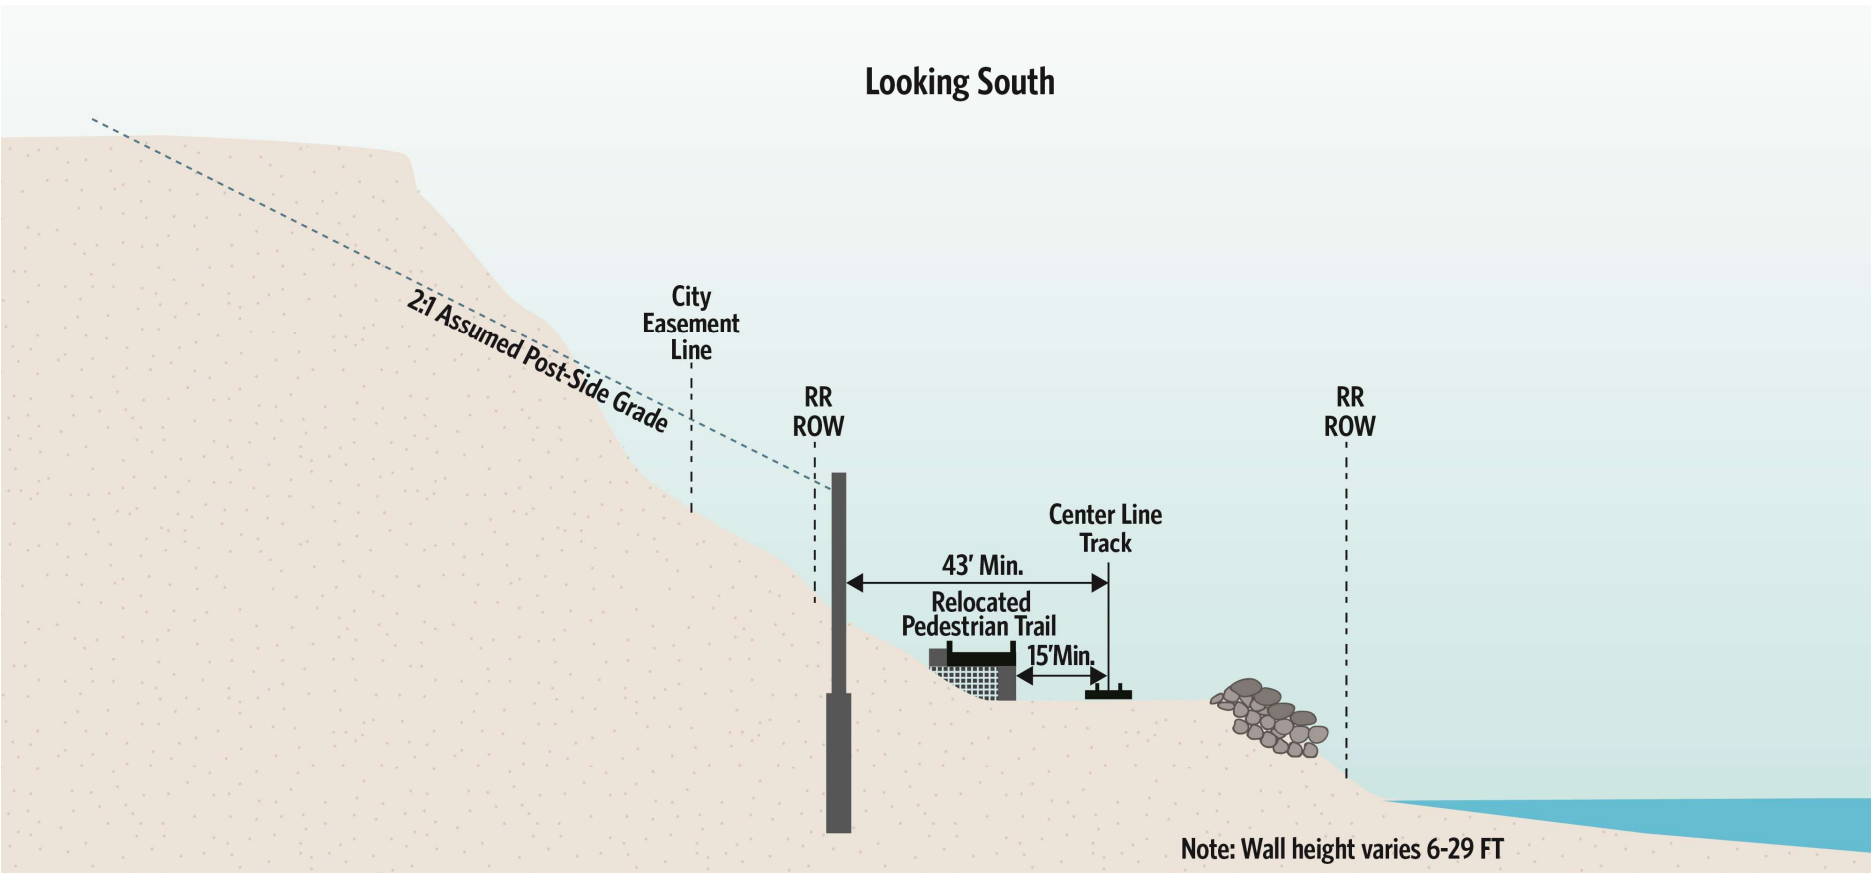 Looking South
City
Easement
Line
2:1 Assumed Post-Side Grade
RR
ROW
RR
ROW
Center Line
Track
43' Min.
Relocated
Pedestrian Trail
15'Min.
Note: Wall height varies 6-29 FT